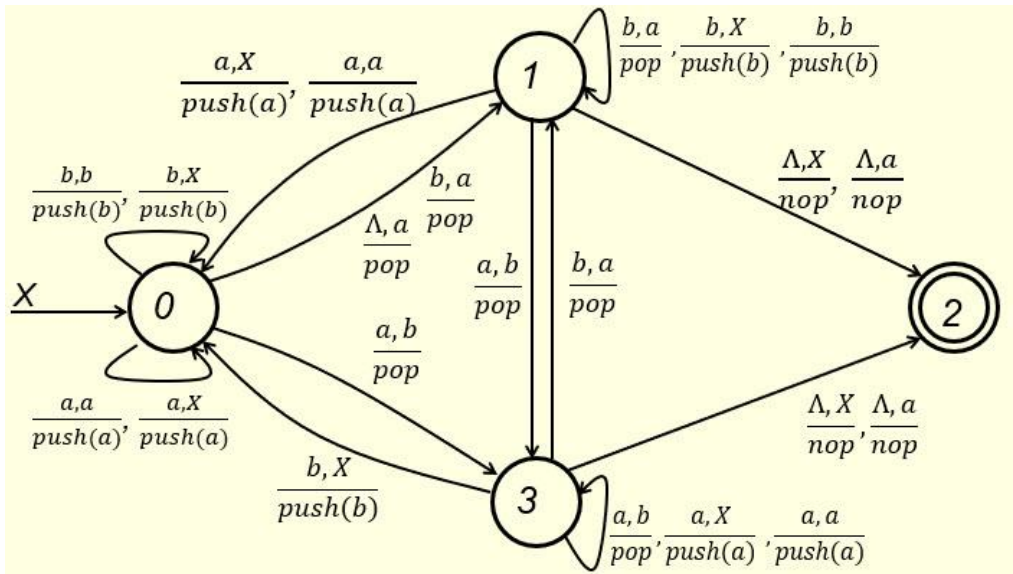 1
b,a/pop , b,X/push(b) , b,b/push(b)
a,X/push(a), a,a/push(a)
Λ,X/nop, Λ,a/nop
b,b/push(b), b,X/push(b)
b,a/pop
Λ,a/pop
a,b/pop
b,a/pop
X
0
2
a,b/pop
a,a/push(a), a,X/push(a)
Λ,X/nop, Λ,a/nop
b,X/push(b)
3
a,b/pop, a,X/push(a) , a,a/push(a)